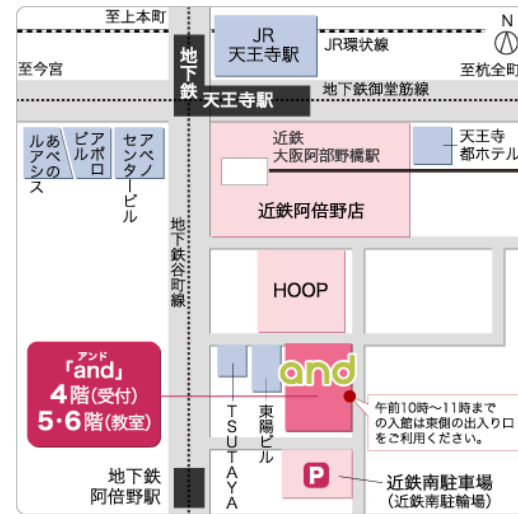 至上本町
N
JR
天王寺駅
JR環状線
地下鉄
至今宮
至杭全町
天王寺駅
地下鉄御堂筋線
あべの
ルアシス
アポロ
ビル
アベノ
センタービル
近鉄
大阪阿部野橋駅
天王寺
都ホテル
近鉄阿倍野店
地下鉄谷町線
HOOP
アンド
「and」
4階(受付)
5・6階(教室)
and
TSUTAYA
東陽ビル
午前10時〜11時まで
の入館は東側の出入り口
をご利用ください。
地下鉄
阿倍野駅
P
近鉄南駐車場
(近鉄南駐輪場)